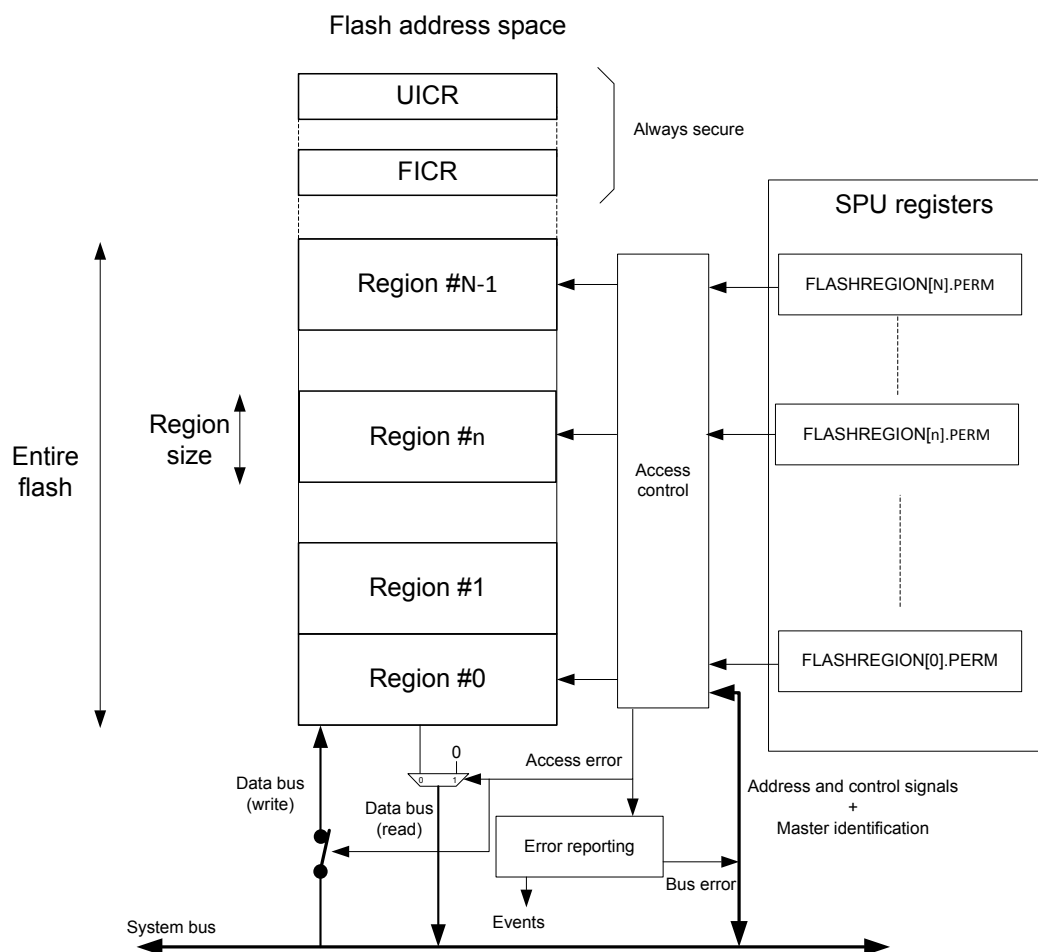 Flash address space
UICR
Always secure
FICR
SPU registers
Region #N-1
FLASHREGION[N].PERM
Region
size
Region #n
FLASHREGION[n].PERM
Entire
flash
Access
control
Region #1
Region #0
FLASHREGION[0].PERM
0
0 1
Access error
Data bus
(write)
Data bus
(read)
Address and control signals
+
Master identification
Error reporting
Bus error
Events
System bus